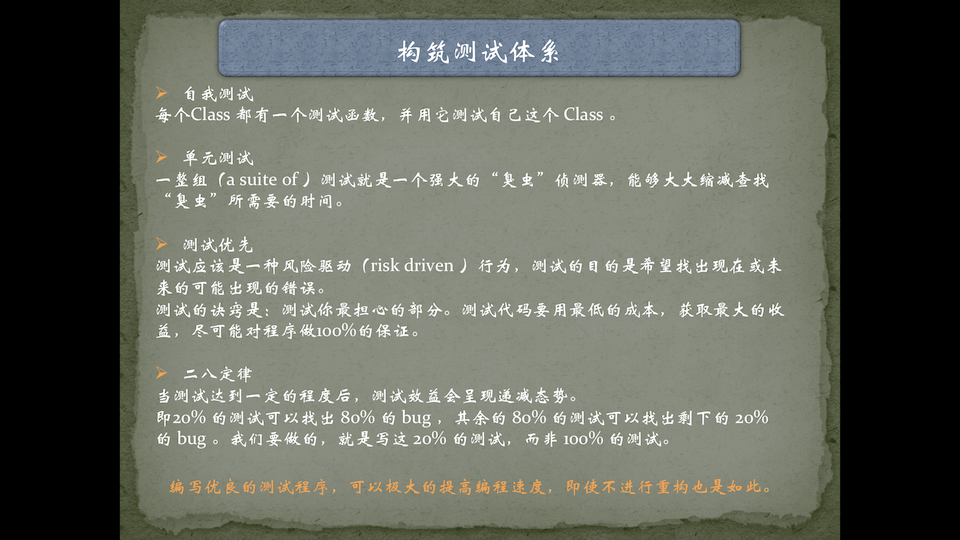 构筑测试体系
自我测试
每个Class 都有一个测试函数，并用它测试自己这个 Class 。
单元测试
一整组（a suite of ）测试就是一个强大的“臭虫”侦测器，能够大大缩减查找
“臭虫”所需要的时间。
测试优先
测试应该是一种风险驱动（risk driven ）行为，测试的目的是希望找出现在或未
来的可能出现的错误。
测试的诀窍是：测试你最担心的部分。测试代码要用最低的成本，获取最大的收
益，尽可能对程序做100%的保证。
二八定律
当测试达到一定的程度后，测试效益会呈现递减态势。
即20% 的测试可以找出 80% 的 bug ，其余的 80% 的测试可以找出剩下的 20%
的 bug 。我们要做的，就是写这 20% 的测试，而非 100% 的测试。
编写优良的测试程序，可以极大的提高编程速度，即使不进行重构也是如此。